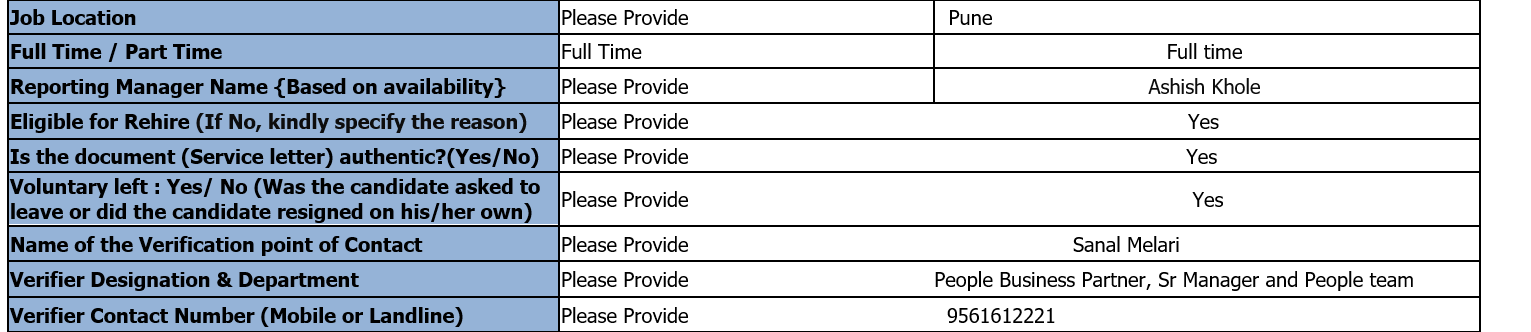 Job Location Please Provide Pune
Full Time / Part Time Full Time Full time
Reporting Manager Name {Based on availability} Please Provide Ashish Khole
Eligible for Rehire (If No, kindly specify the reason) Please Provide Yes
Is the document (Service letter) authentic?(Yes/No) Please Provide Yes
Voluntary left : Yes/ No (Was the candidate asked to
leave or did the candidate resigned on his/her own) Please Provide Yes
Name of the Verification point of Contact Please Provide Sanal Melari
Verifier Designation & Department Please Provide People Business Partner, Sr Manager and People team
Verifier Contact Number (Mobile or Landline) Please Provide 9561612221